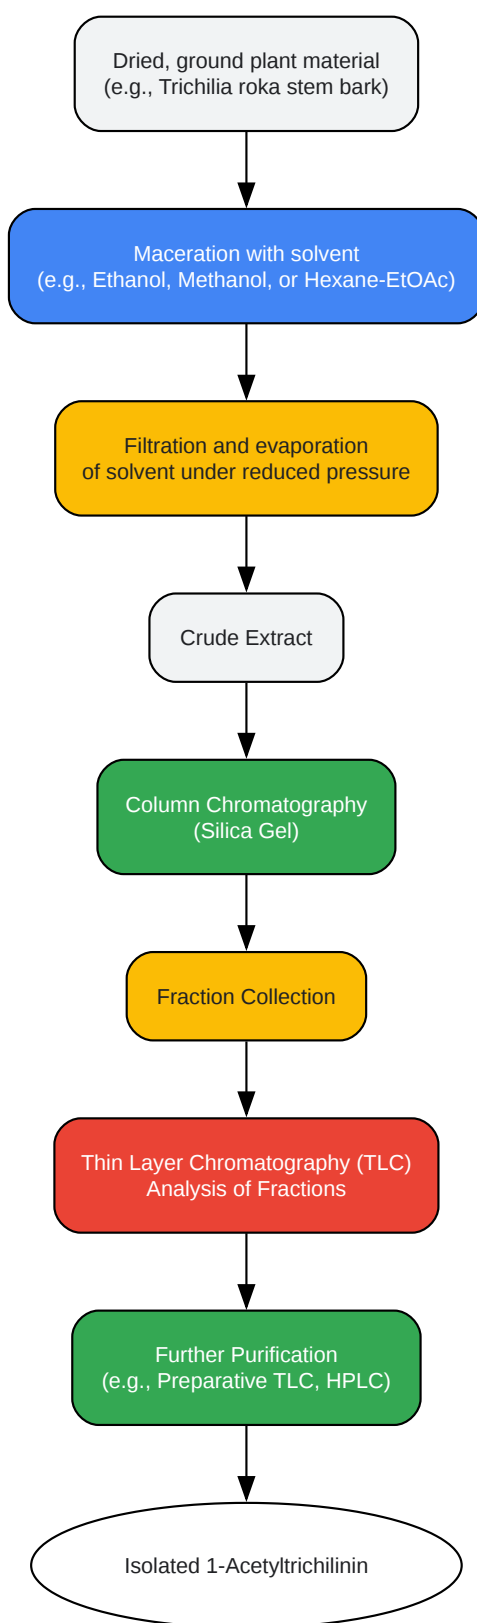 Dried, ground plant material
(e.g., Trichilia roka stem bark)
Maceration with solvent
(e.g., Ethanol, Methanol, or Hexane-EtOAc)
Filtration and evaporation
of solvent under reduced pressure
Crude Extract
Column Chromatography
(Silica Gel)
Fraction Collection
Thin Layer Chromatography (TLC)
Analysis of Fractions
Further Purification
(e.g., Preparative TLC, HPLC)
Isolated 1-Acetyltrichilinin